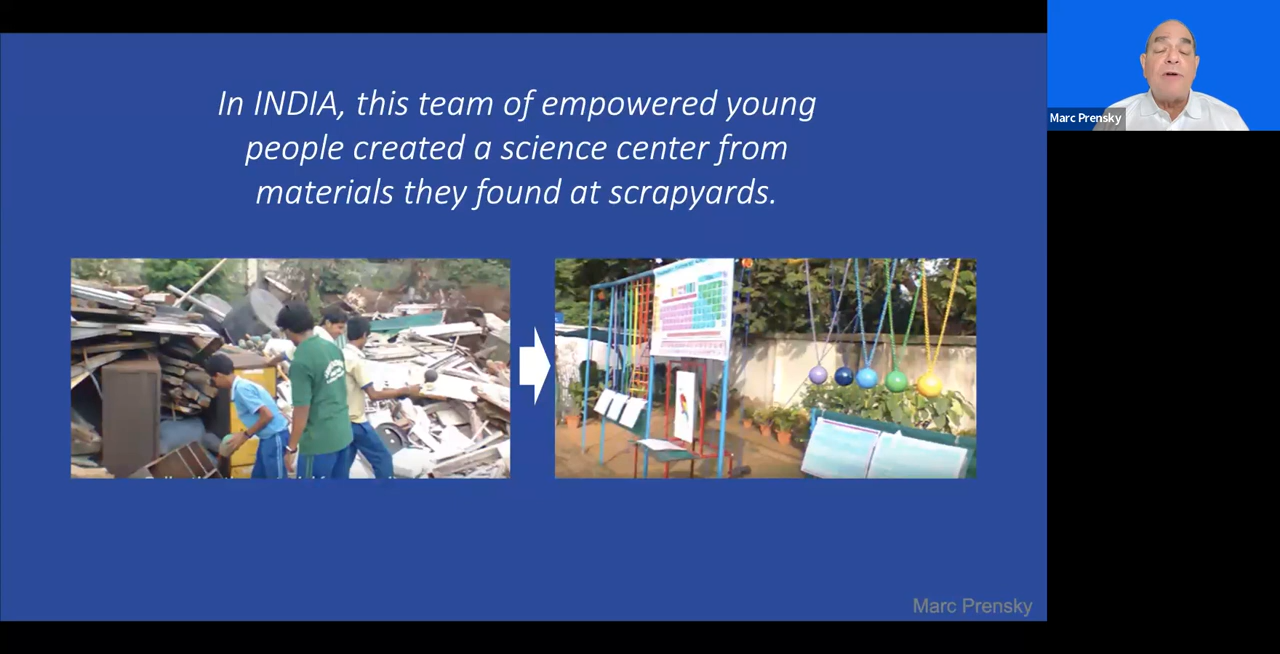 In INDIA, this team of empowered young
people created a science center from
materials they found at scrapyards.
Marc Prensky
Marc Prensky